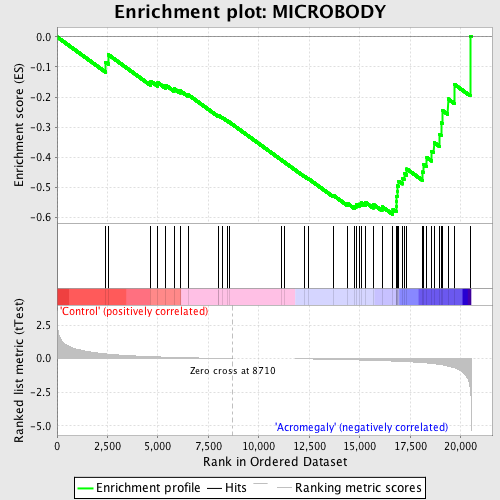 Enrichment plot: MICROBODY
Enrichment score (ES)
0.0
-0.1
-0.2
-0.3
-0.4
-0.5
-0.6
'Control' (positively correlated)
Ranked list metric (tTest)
2.5
0.0
-2.5
-5.0
Zero cross at 8710
'Acromegaly' (negatively correlated)
0
2,500
5,000
7,500
10,000
12,500
15,000
17,500
20,000
Rank in Ordered Dataset
Enrichment profile
Hits
Ranking metric scores